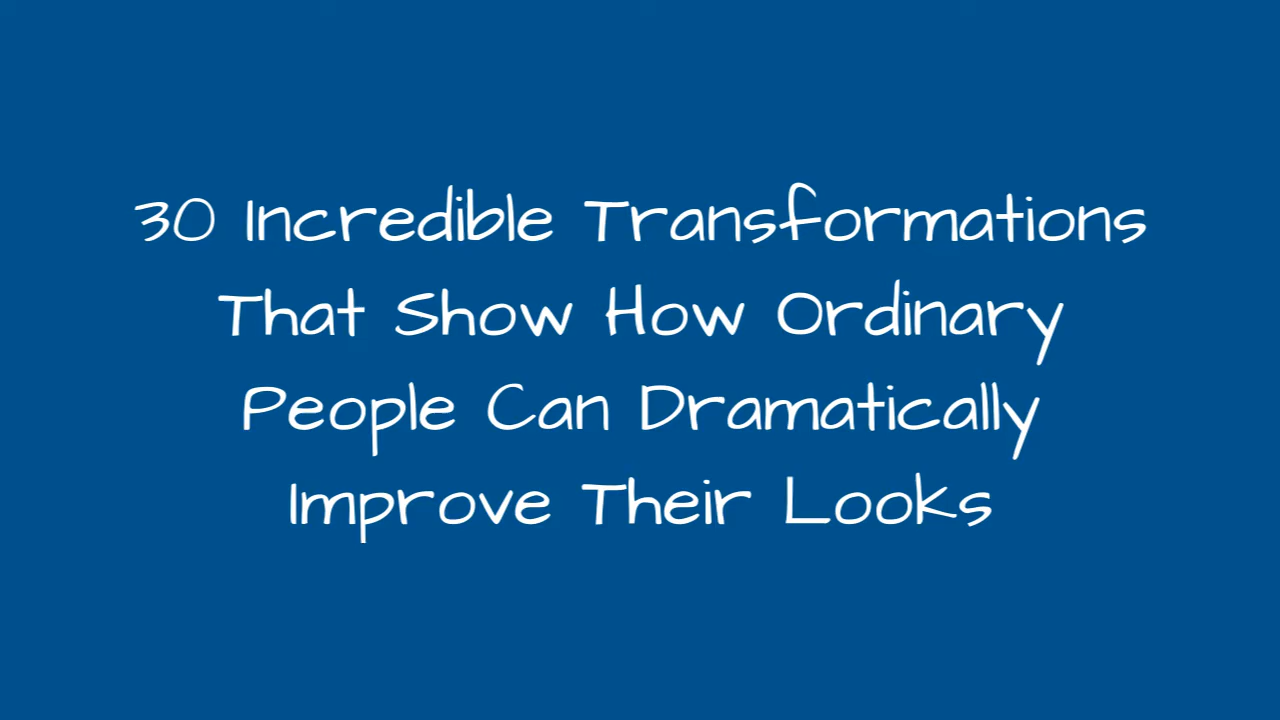 30 Incredible Transformations
That Show How Ordinary
People Can Dramatically
Improve Their Looks